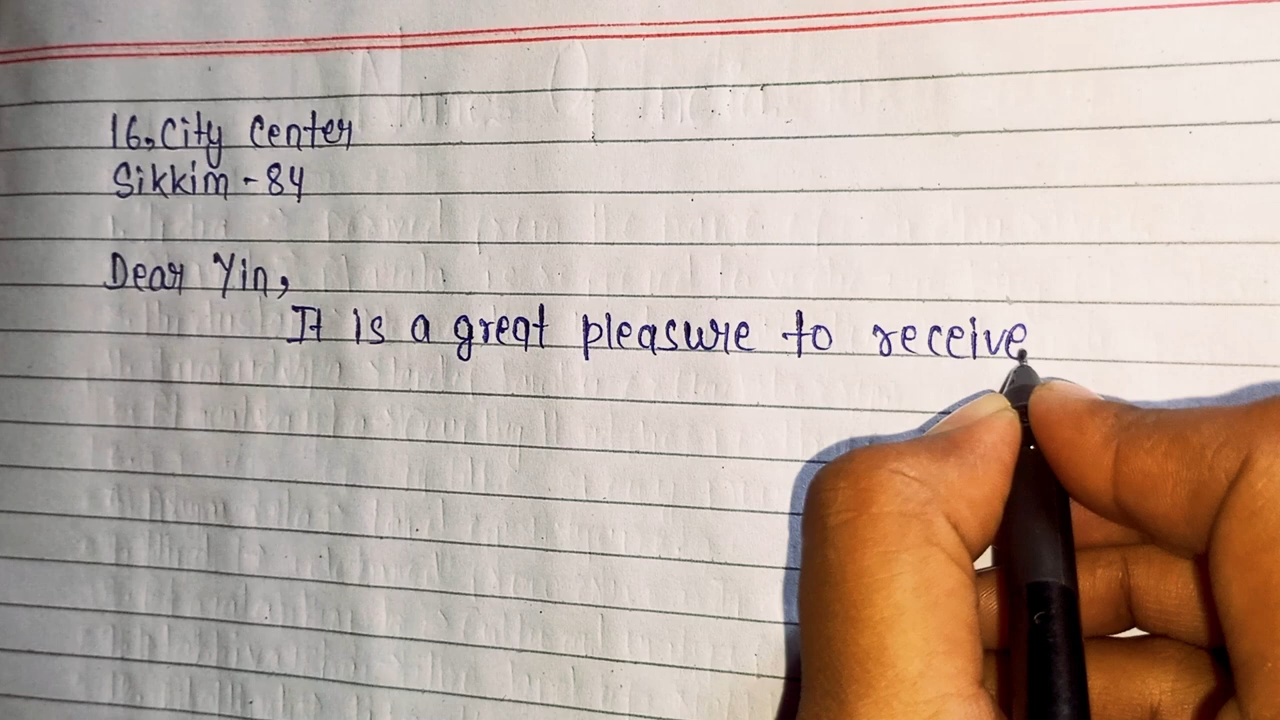 16, City Center
Sikkim - 84
Dear Yin,
It is a great pleasure to receive